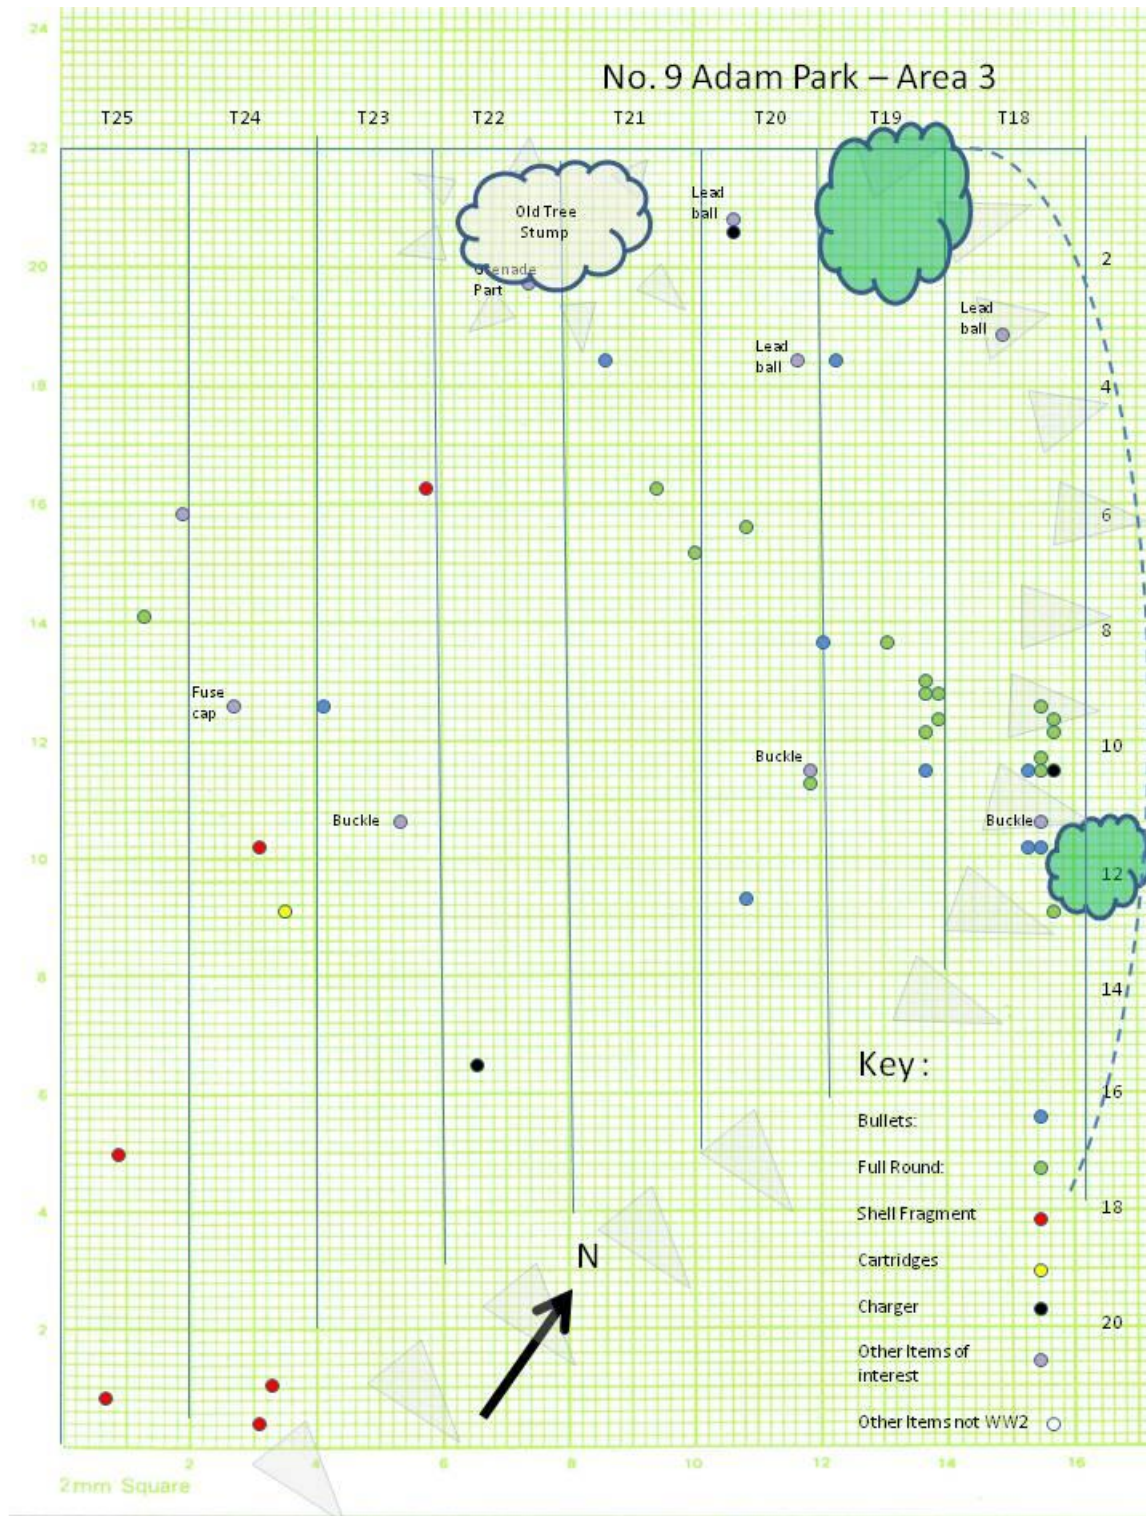 No. 9 Adam Park – Area 3
T25 T24 T23 T22 T21 T20 T19 T18
24
22
20
18
16
14
12
10
8
6
4
2
Old Tree
Stump
Grenade
Part
Lead
ball
Lead
ball
Lead
ball
Fuse
cap
Buckle
Buckle
Buckle
2
4
6
8
10
12
14
16
18
20
N
Key :
Bullets:
Full Round:
Shell Fragment
Cartridges
Charger
Other Items of
interest
Other Items not WW2
2 4 6 8 10 12 14 16
2mm Square